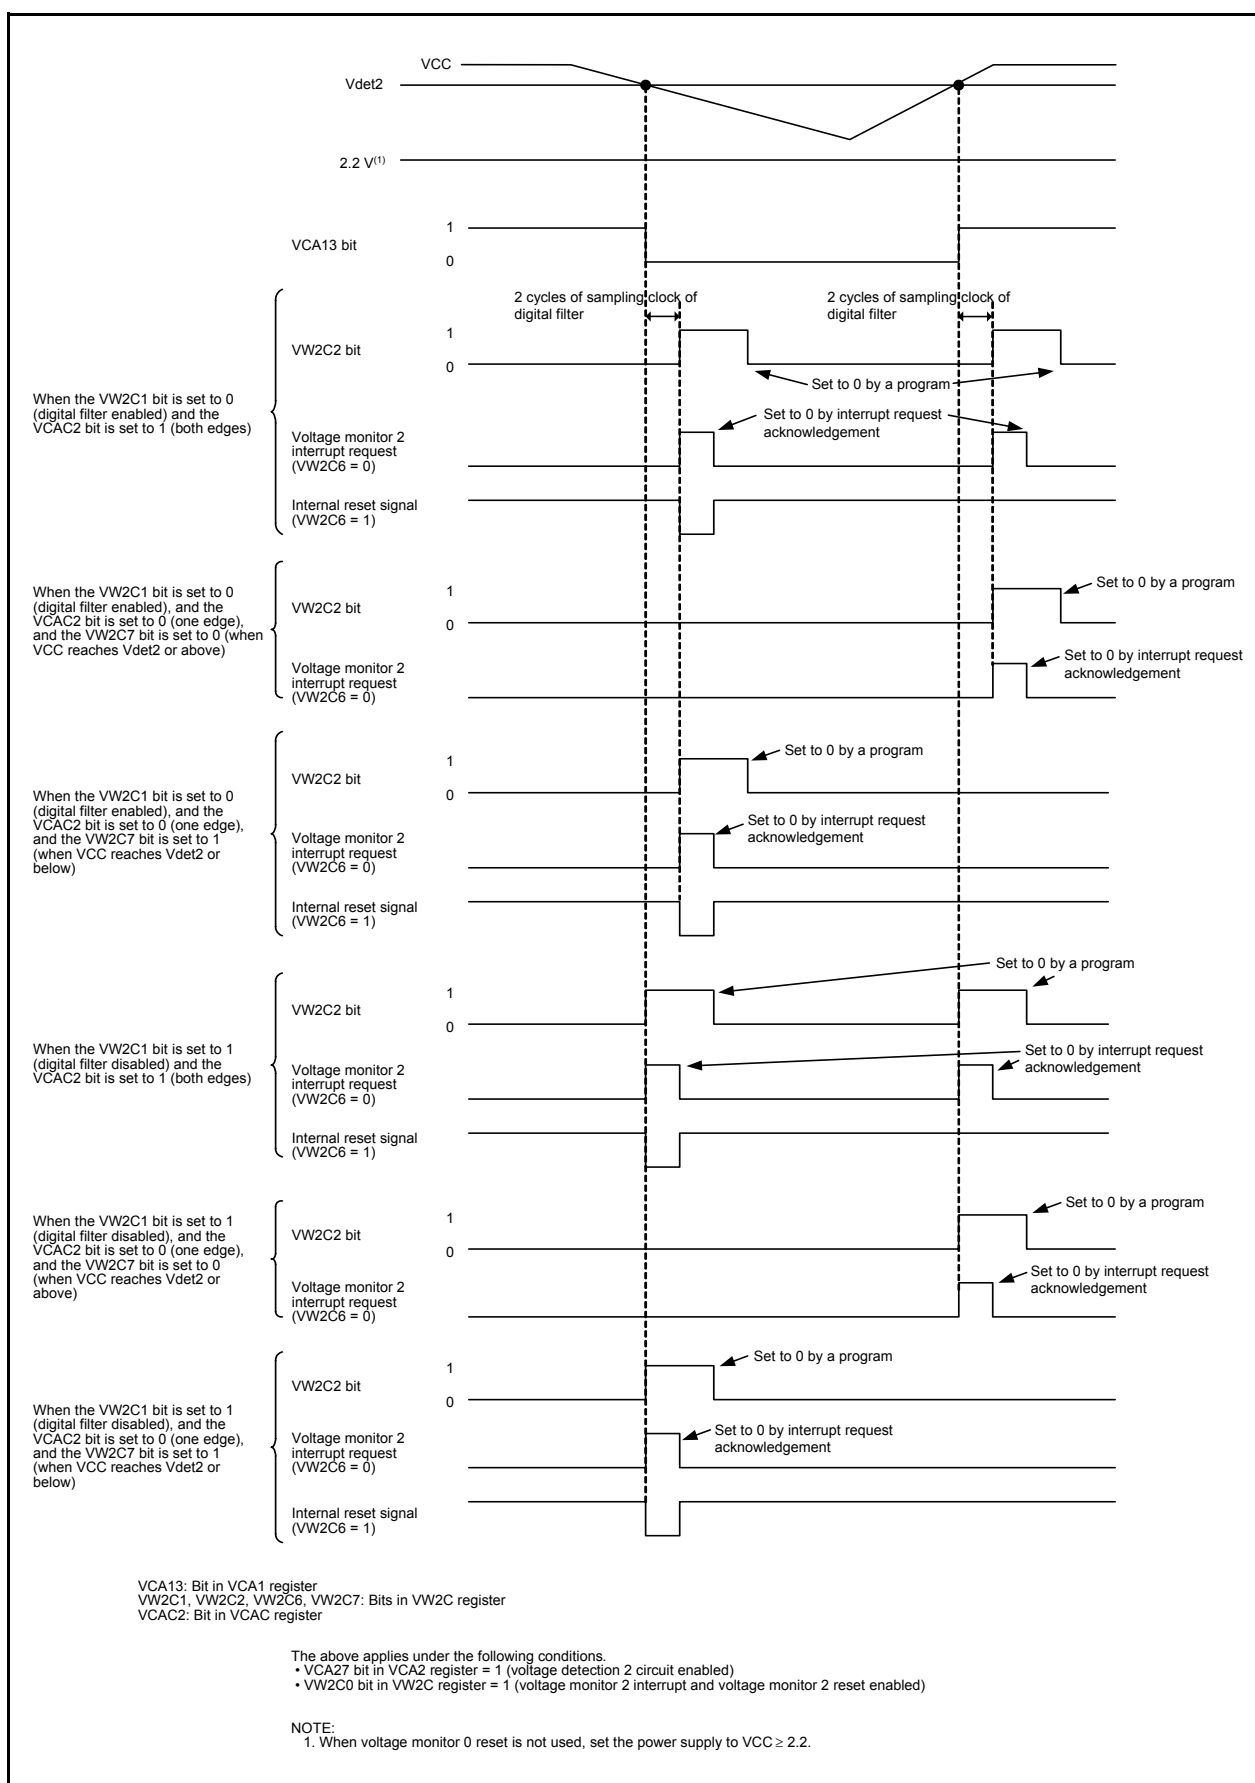 VCC
Vdet2
2.2 V(1)
1
VCA13 bit
0
2 cycles of sampling clock of
digital filter
2 cycles of sampling clock of
digital filter
1
VW2C2 bit
0
Set to 0 by a program
When the VW2C1 bit is set to 0
(digital filter enabled) and the
VCAC2 bit is set to 1 (both edges)
Set to 0 by interrupt request
acknowledgement
Voltage monitor 2
interrupt request
(VW2C6 = 0)
Internal reset signal
(VW2C6 = 1)
When the VW2C1 bit is set to 0
(digital filter enabled), and the
VCAC2 bit is set to 0 (one edge),
and the VW2C7 bit is set to 0 (when
VCC reaches Vdet2 or above)
1
VW2C2 bit
0
Set to 0 by a program
Voltage monitor 2
interrupt request
(VW2C6 = 0)
Set to 0 by interrupt request
acknowledgement
When the VW2C1 bit is set to 0
(digital filter enabled), and the
VCAC2 bit is set to 0 (one edge),
and the VW2C7 bit is set to 1
(when VCC reaches Vdet2 or
below)
1
VW2C2 bit
0
Set to 0 by a program
Voltage monitor 2
interrupt request
(VW2C6 = 0)
Set to 0 by interrupt request
acknowledgement
Internal reset signal
(VW2C6 = 1)
When the VW2C1 bit is set to 1
(digital filter disabled) and the
VCAC2 bit is set to 1 (both edges)
1
VW2C2 bit
0
Set to 0 by a program
Voltage monitor 2
interrupt request
(VW2C6 = 0)
Set to 0 by interrupt request
acknowledgement
Internal reset signal
(VW2C6 = 1)
When the VW2C1 bit is set to 1
(digital filter disabled), and the
VCAC2 bit is set to 0 (one edge),
and the VW2C7 bit is set to 0
(when VCC reaches Vdet2 or
above)
1
VW2C2 bit
0
Set to 0 by a program
Voltage monitor 2
interrupt request
(VW2C6 = 0)
Set to 0 by interrupt request
acknowledgement
When the VW2C1 bit is set to 1
(digital filter disabled), and the
VCAC2 bit is set to 0 (one edge),
and the VW2C7 bit is set to 1
(when VCC reaches Vdet2 or
below)
1
VW2C2 bit
0
Set to 0 by a program
Voltage monitor 2
interrupt request
(VW2C6 = 0)
Set to 0 by interrupt request
acknowledgement
Internal reset signal
(VW2C6 = 1)
VCA13: Bit in VCA1 register
VW2C1, VW2C2, VW2C6, VW2C7: Bits in VW2C register
VCAC2: Bit in VCAC register
The above applies under the following conditions.
• VCA27 bit in VCA2 register = 1 (voltage detection 2 circuit enabled)
• VW2C0 bit in VW2C register = 1 (voltage monitor 2 interrupt and voltage monitor 2 reset enabled)
NOTE:
1. When voltage monitor 0 reset is not used, set the power supply to VCC ≥ 2.2.